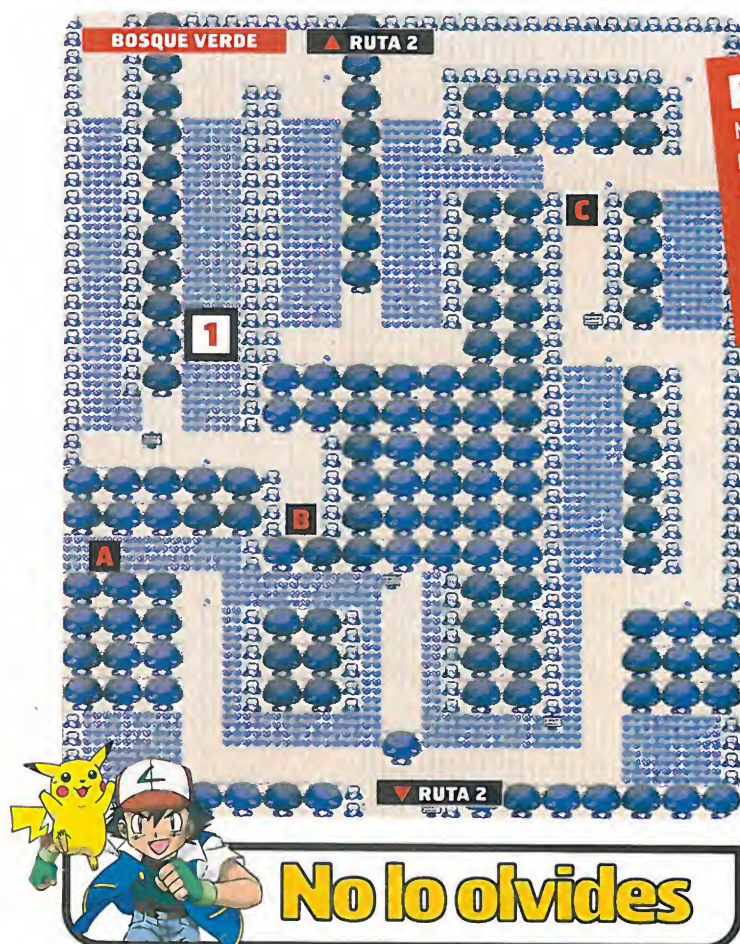 BOSQUE VERDE
▲ RUTA 2
C
1
B
A
▼ RUTA 2
No lo olvides